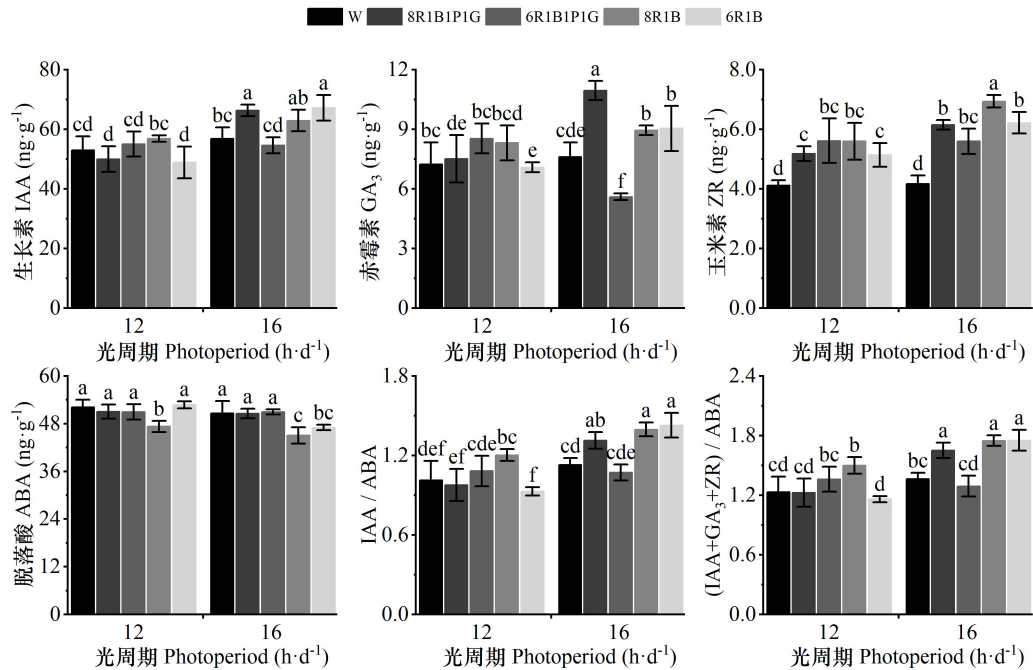 W 8R1B1P1G 6R1B1P1G 8R1B 6R1B
生长素 IAA (ng·g⁻¹)
80
60
40
20
0
bc d cd bc d bc a cd ab a
12 16
光周期 Photoperiod (h·d⁻¹)
赤霉素 GA₃ (ng·g⁻¹)
12
9
6
3
0
bc de bc bcd e cde a f b b
12 16
光周期 Photoperiod (h·d⁻¹)
玉米素 ZR (ng·g⁻¹)
8.0
6.0
4.0
2.0
0.0
d c bc bc c d b bc a b
12 16
光周期 Photoperiod (h·d⁻¹)
脱落酸 ABA (ng·g⁻¹)
60
48
36
24
12
0
a a a b a a a a c bc
12 16
光周期 Photoperiod (h·d⁻¹)
IAA / ABA
1.8
1.2
0.6
0.0
def ef cde bc f cd ab cde a a
12 16
光周期 Photoperiod (h·d⁻¹)
(IAA+GA₃+ZR) / ABA
2.4
1.8
1.2
0.6
0.0
cd cd bc b d bc a cd a a
12 16
光周期 Photoperiod (h·d⁻¹)